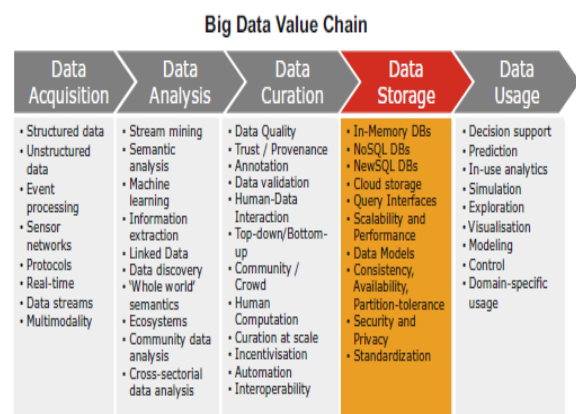 Big Data Value Chain
Data
Acquisition
Data
Analysis
Data
Curation
Data
Storage
Data
Usage
• Structured data
• Unstructured
data
• Event
processing
• Sensor
networks
• Protocols
• Real-time
• Data streams
• Multimodality
• Stream mining
• Semantic
analysis
• Machine
learning
• Information
extraction
• Linked Data
• Data discovery
• 'Whole world'
semantics
• Ecosystems
• Community data
analysis
• Cross-sectorial
data analysis
• Data Quality
• Trust / Provenance
• Annotation
• Data validation
• Human-Data
Interaction
• Top-down/Bottom-
up
• Community /
Crowd
• Human
Computation
• Curation at scale
• Incentivisation
• Automation
• Interoperability
• In-Memory DBs
• NoSQL DBs
• NewSQL DBs
• Cloud storage
• Query Interfaces
• Scalability and
Performance
• Data Models
• Consistency,
Availability,
Partition-tolerance
• Security and
Privacy
• Standardization
• Decision support
• Prediction
• In-use analytics
• Simulation
• Exploration
• Visualisation
• Modeling
• Control
• Domain-specific
usage